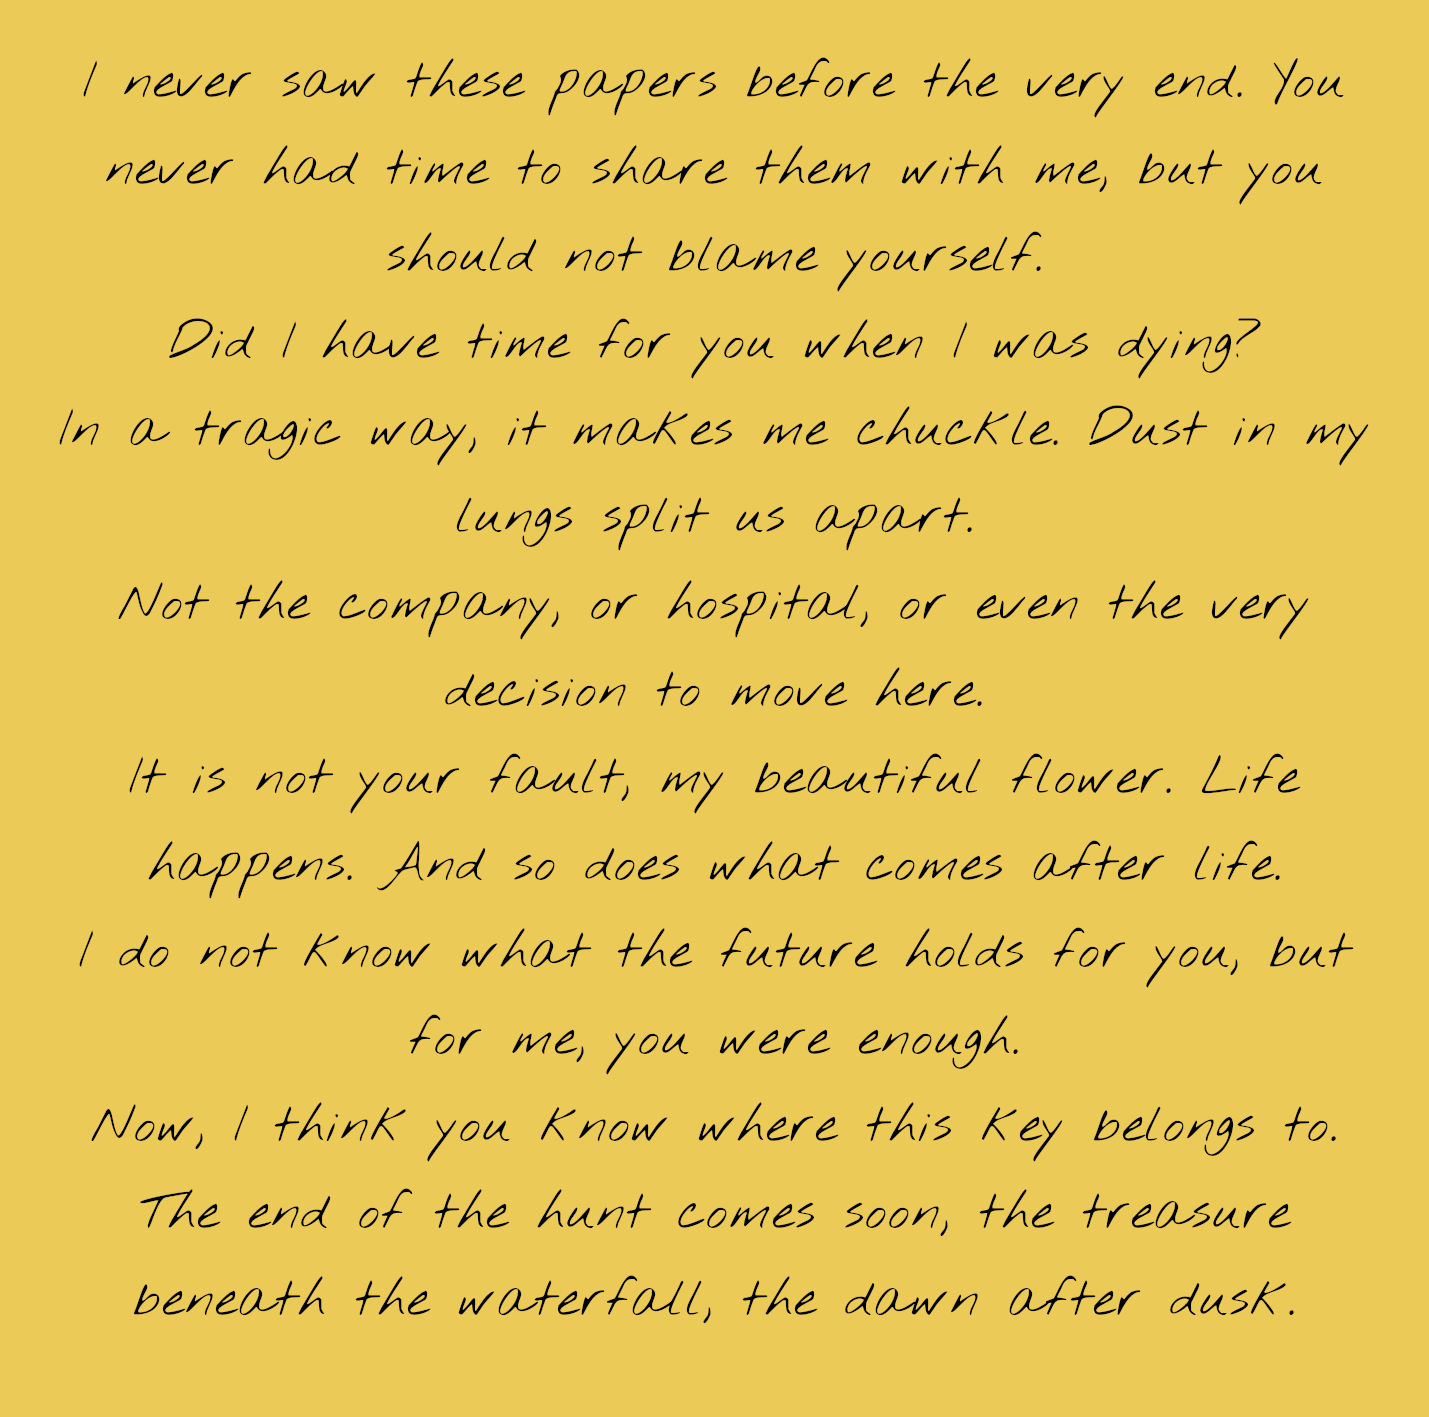 I never saw these papers before the very end. You
never had time to share them with me, but you
should not blame yourself.
Did I have time for you when I was dying?
In a tragic way, it makes me chuckle. Dust in my
lungs split us apart.
Not the company, or hospital, or even the very
decision to move here.
It is not your fault, my beautiful flower. Life
happens. And so does what comes after life.
I do not know what the future holds for you, but
for me, you were enough.
Now, I think you know where this key belongs to.
The end of the hunt comes soon, the treasure
beneath the waterfall, the dawn after dusk.